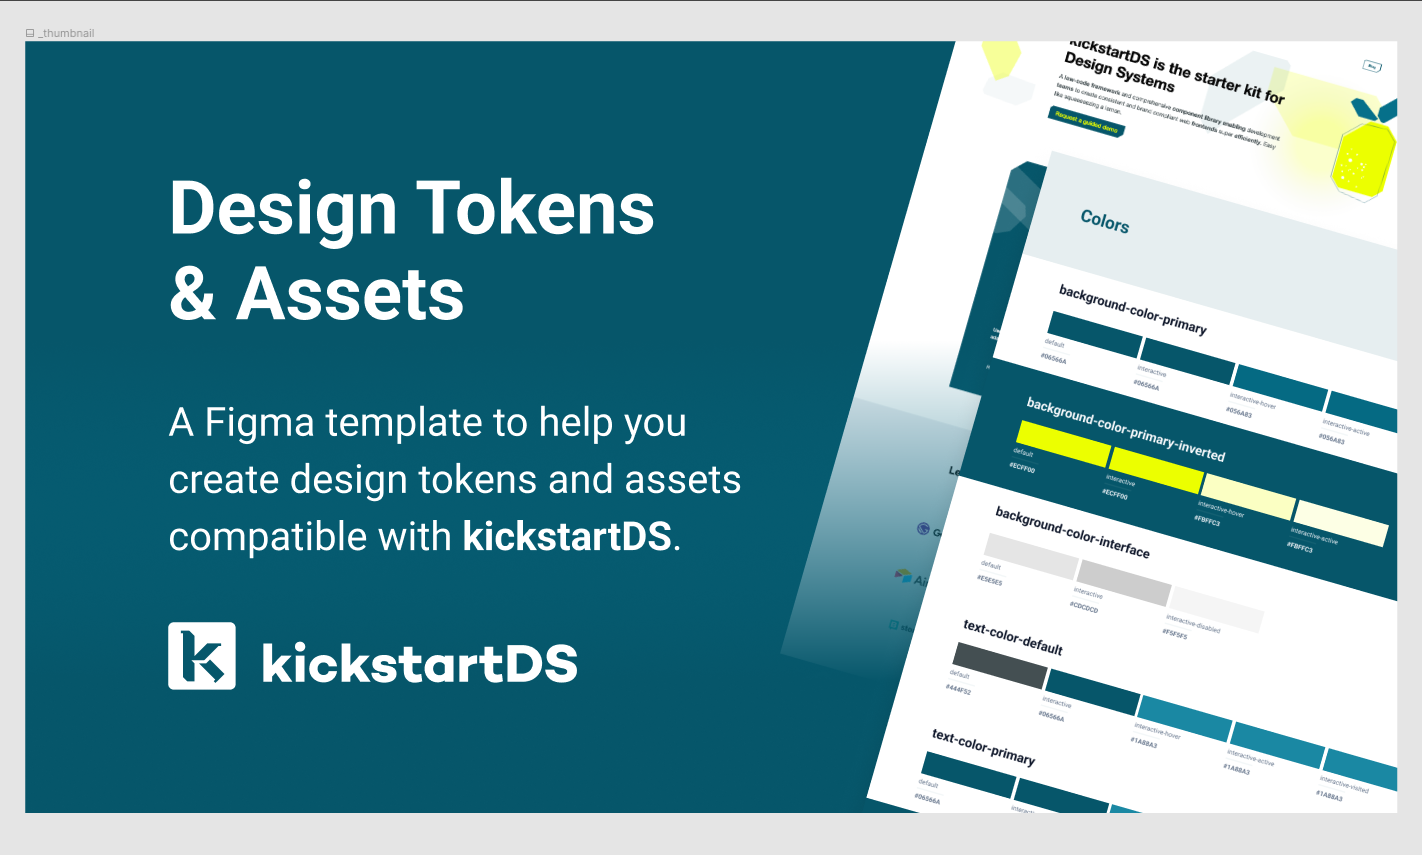 _thumbnail
Design Tokens
& Assets
A Figma template to help you
create design tokens and assets
compatible with kickstartDS.
kickstartDS
kickstartDS is the starter kit for
Design Systems
A low-code framework and comprehensive component library enabling development
teams to create consistent and brand compliant web frontends super efficiently. Easy
like squeeeeezing a lemon.
Request a guided demo
Colors
background-color-primary
default
#06566A
interactive
#06566A
interactive-hover
#056A83
interactive-active
#056A83
background-color-primary-inverted
default
#ECFF00
interactive
#ECFF00
interactive-hover
#FBFFC3
interactive-active
#FBFFC3
background-color-interface
default
#E5E5E5
interactive
#CDCDCD
interactive-disabled
#F5F5F5
text-color-default
default
#444F52
interactive
#06566A
interactive-hover
#1A88A3
interactive-active
#1A88A3
interactive-visited
#1A88A3
text-color-primary
default
#06566A